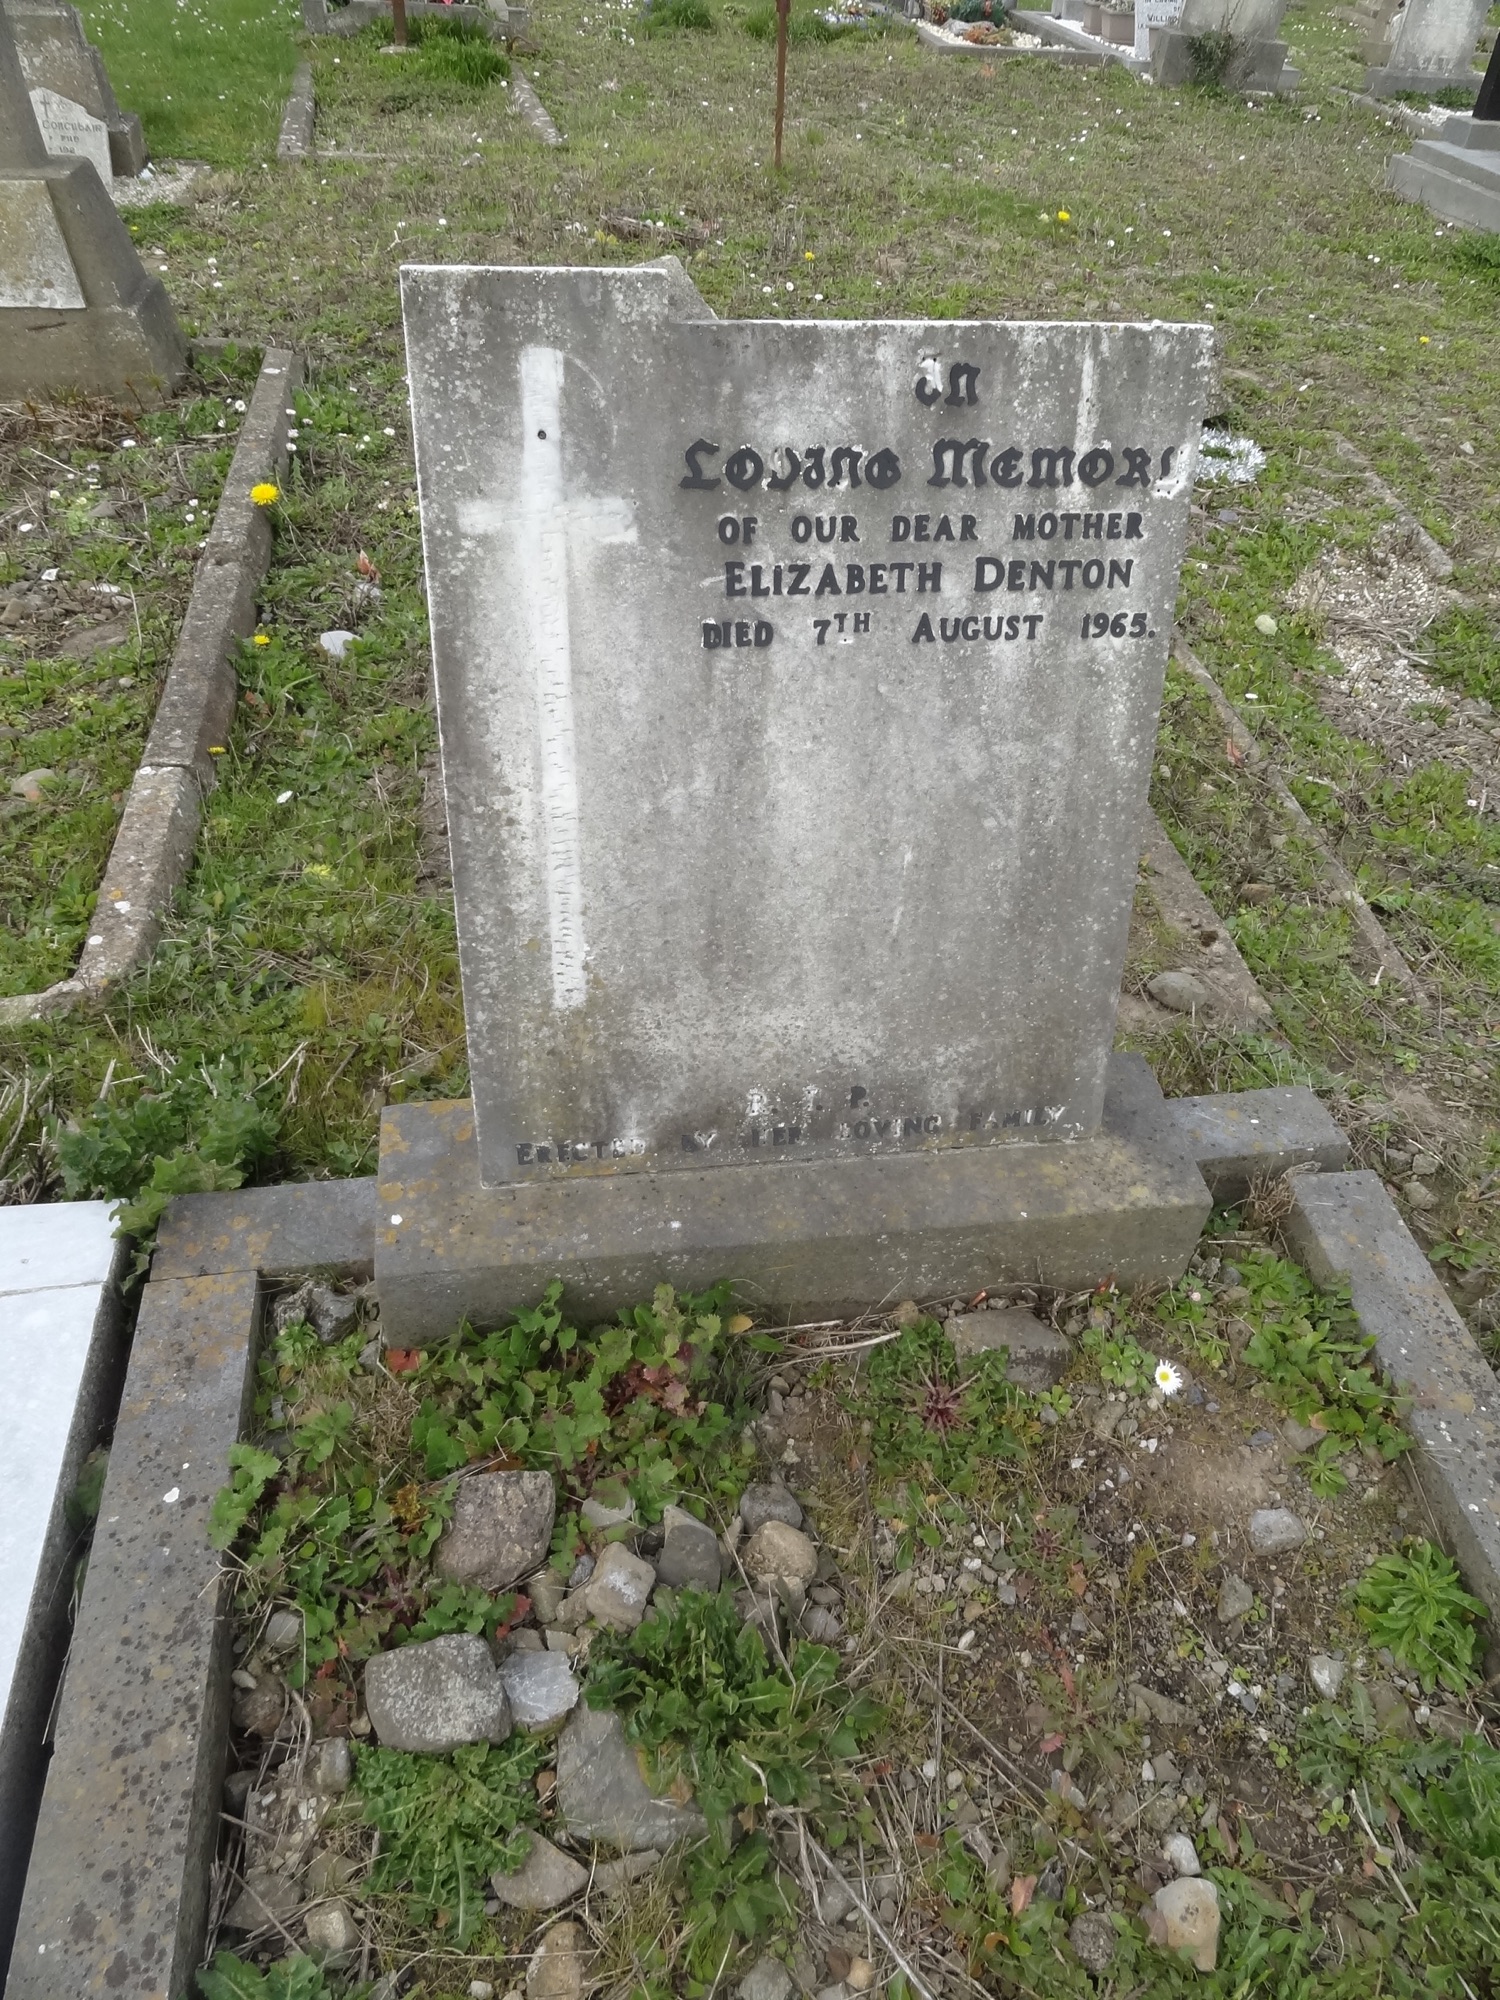 In
Loving Memory
OF OUR DEAR MOTHER
ELIZABETH DENTON
DIED 7TH AUGUST 1965.
R. I. P.
ERECTED BY HER LOVING FAMILY